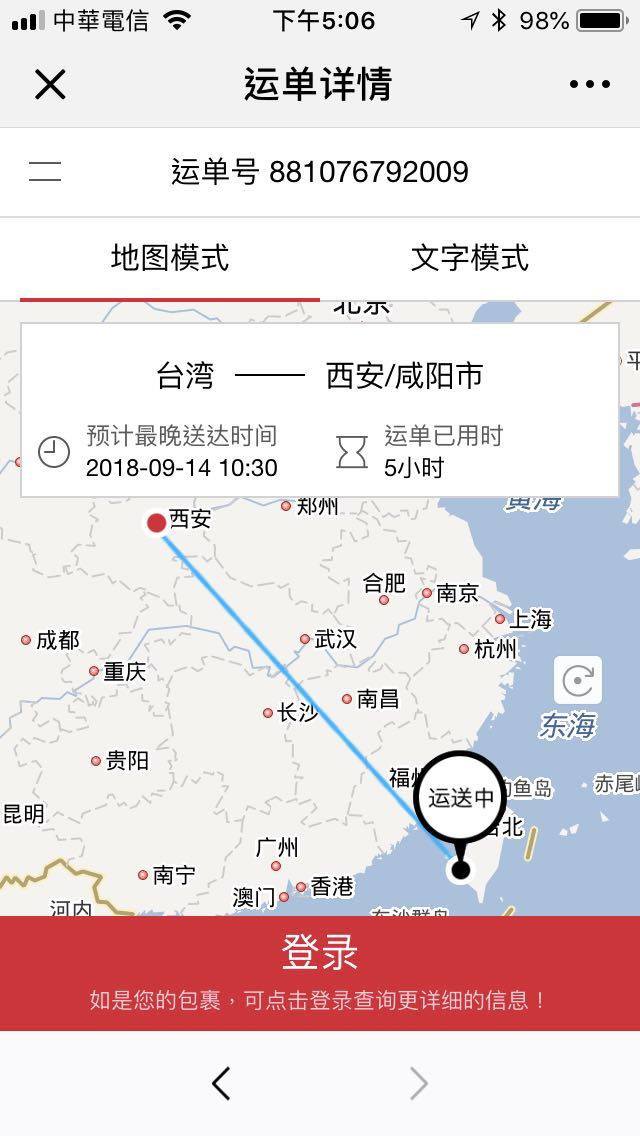 中華電信
下午5:06
98%
运单详情
运单号 881076792009
地图模式
文字模式
北京
台湾
西安/咸阳市
预计最晚送达时间
2018-09-14 10:30
运单已用时
5小时
西安
郑州
黄海
合肥
南京
上海
成都
武汉
杭州
重庆
南昌
长沙
东海
贵阳
福州
钓鱼岛
赤尾屿
运送中
昆明
台北
广州
南宁
香港
澳门
河内
东沙群岛
登录
如是您的包裹，可点击登录查询更详细的信息！